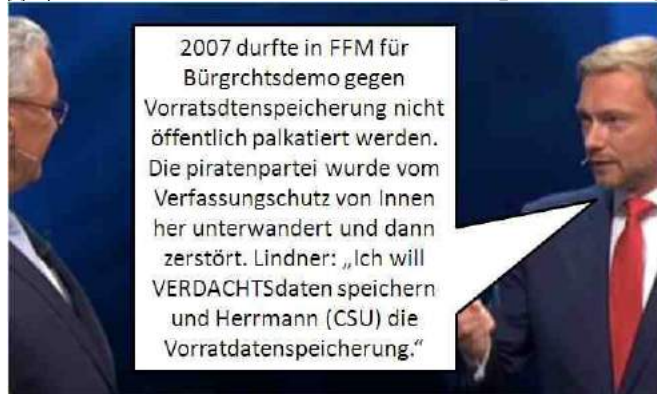 2007 durfte in FFM für
Bürgrchtsdemo gegen
Vorratsdtenspeicherung nicht
öffentlich palkatiert werden.
Die piratenpartei wurde vom
Verfassungschutz von Innen
her unterwandert und dann
zerstört. Lindner: „Ich will
VERDACHTSdaten speichern
und Herrmann (CSU) die
Vorratdatenspeicherung.“